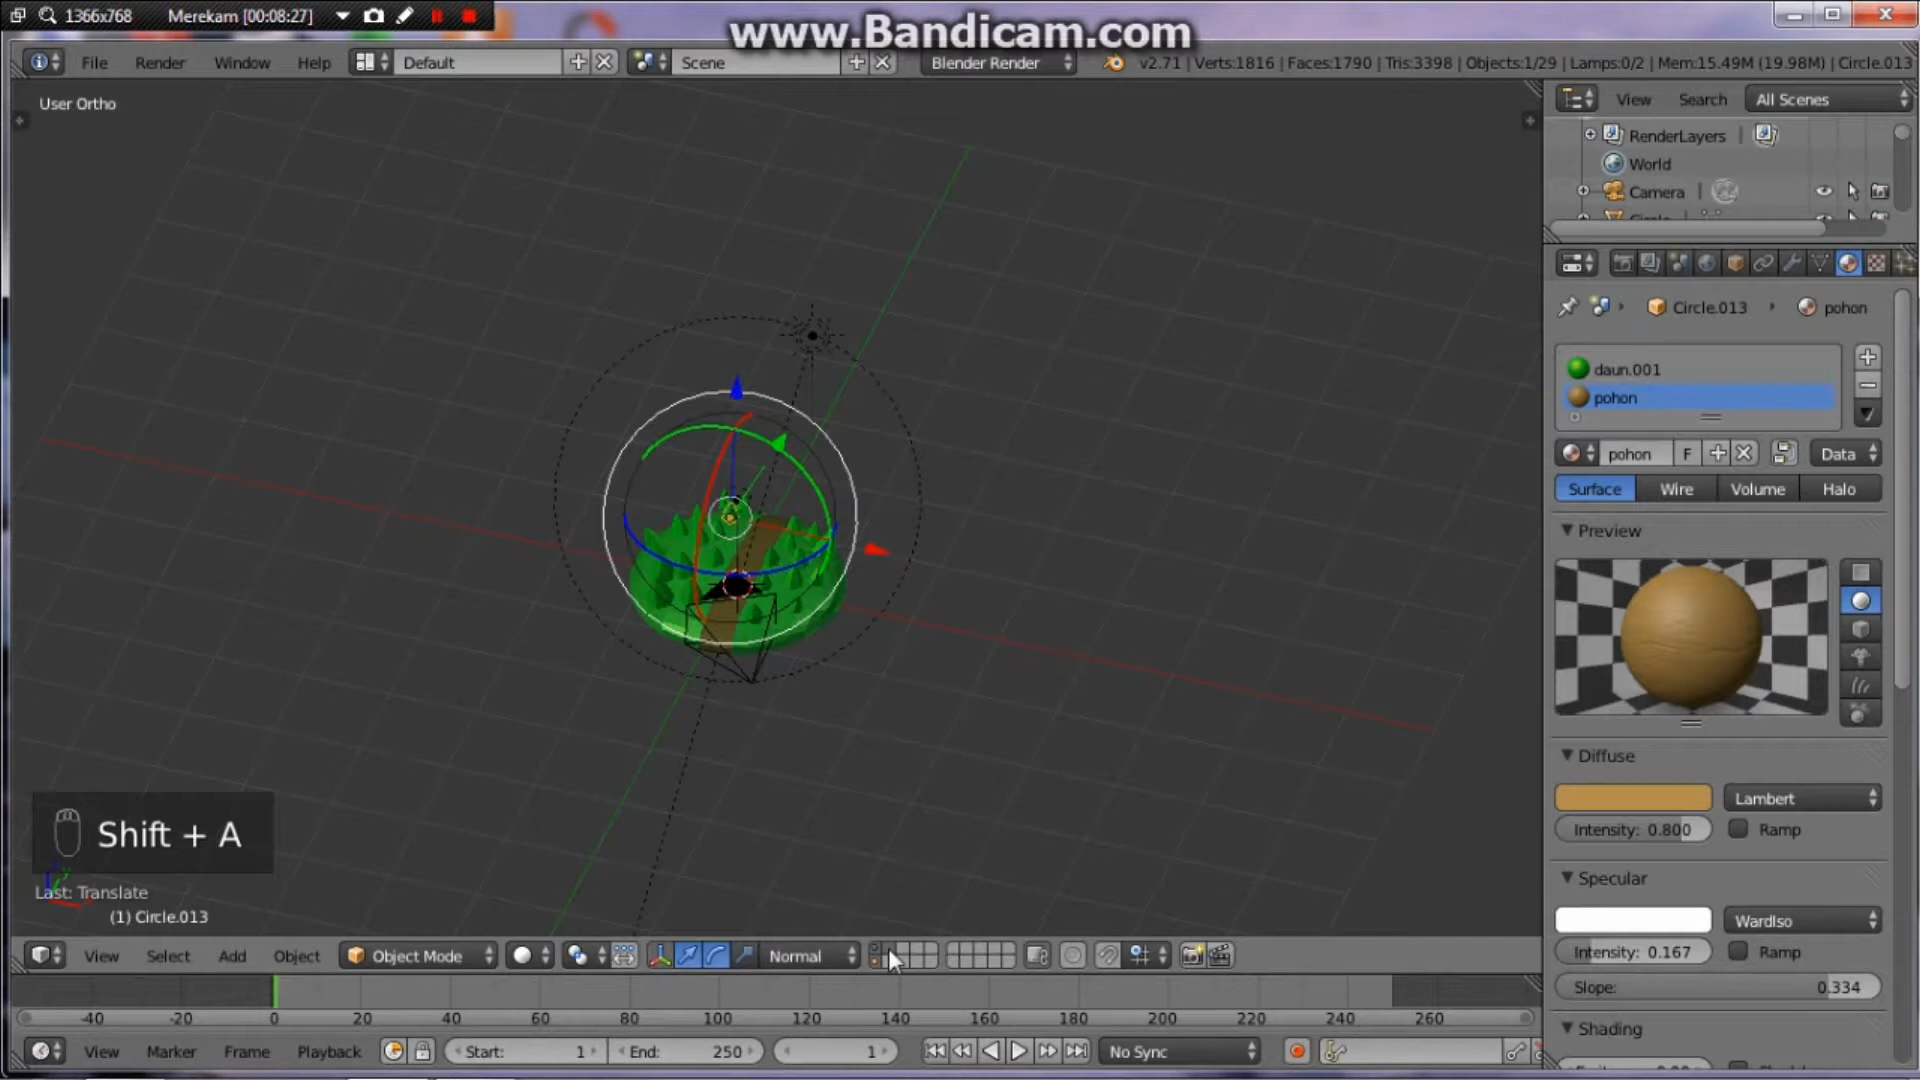 1366x768 Merekam [00:08:27]
www.Bandicam.com
File Render Window Help Default Scene Blender Render v2.71 | Verts:1816 | Faces:1790 | Tris:3398 | Objects:1/29 | Lamps:0/2 | Mem:15.49M (19.98M) | Circle.013
User Ortho
View Search All Scenes
RenderLayers
World
Camera
Circle.013 pohon
daun.001
pohon
pohon F Data
Surface Wire Volume Halo
Preview
Diffuse
Lambert
Intensity: 0.800 Ramp
Specular
WardIso
Intensity: 0.167 Ramp
Slope: 0.334
Shading
Shift + A
Last: Translate
(1) Circle.013
View Select Add Object Object Mode Normal
-40 -20 0 20 40 60 80 100 120 140 160 180 200 220 240 260
View Marker Frame Playback Start: 1 End: 250 1 No Sync